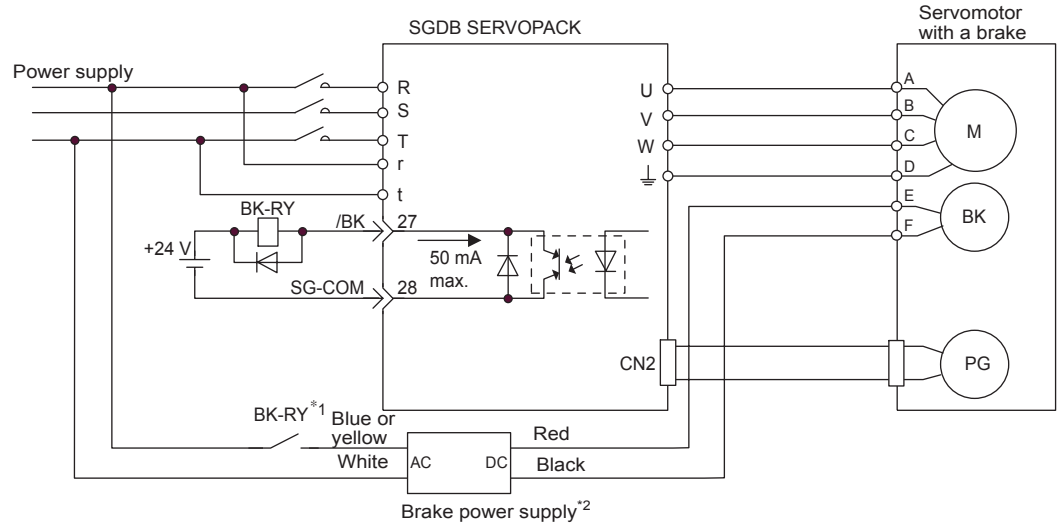 Servomotor
with a brake
SGDB SERVOPACK
Power supply
R
S
T
r
t
U
V
W
A
B
C
D
E
F
M
BK
BK-RY
/BK
27
+24 V
50 mA
max.
SG-COM
28
CN2
PG
BK-RY*1
Blue or
yellow
White
AC
DC
Red
Black
Brake power supply*2